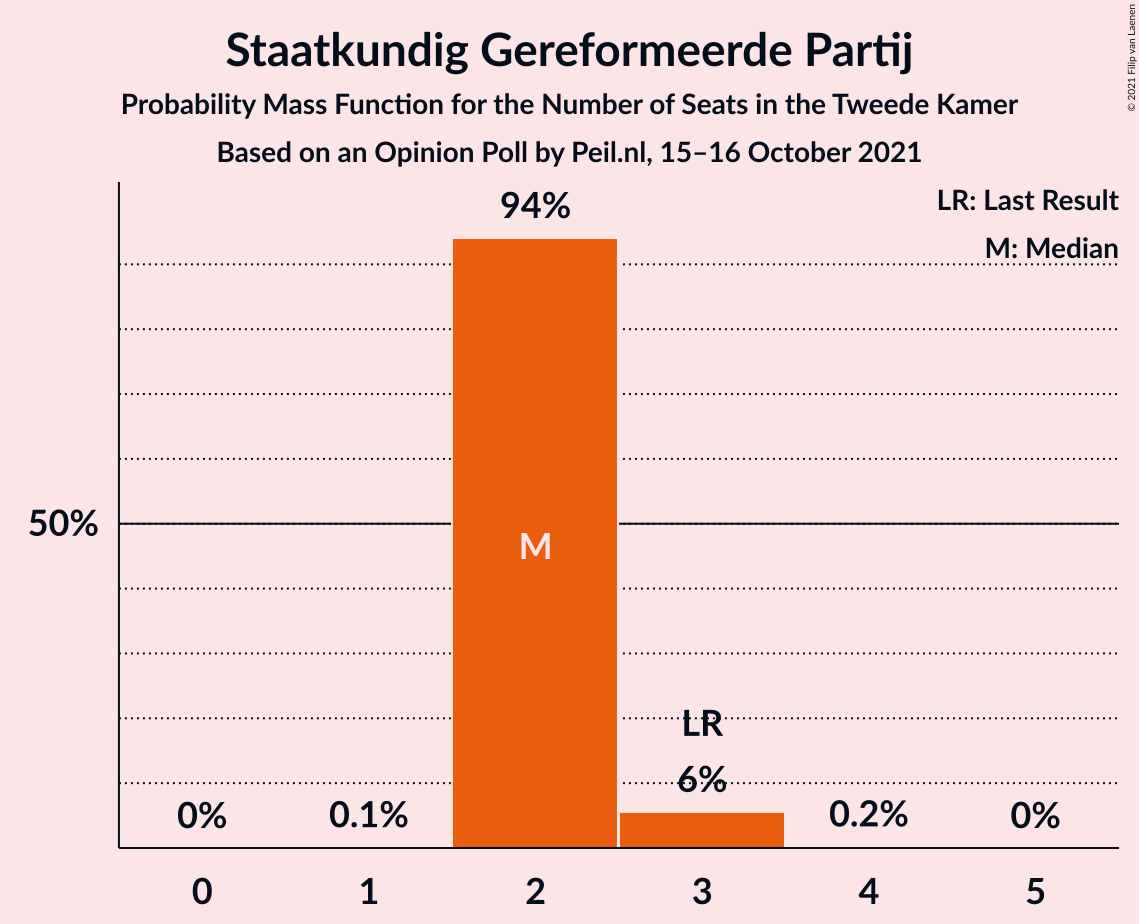 Staatkundig Gereformeerde Partij
Probability Mass Function for the Number of Seats in the Tweede Kamer
Based on an Opinion Poll by Peil.nl, 15–16 October 2021
© 2021 Filip van Laenen
LR: Last Result
M: Median
94%
50%
M
LR
6%
0%
0.1%
0.2%
0%
0 1 2 3 4 5